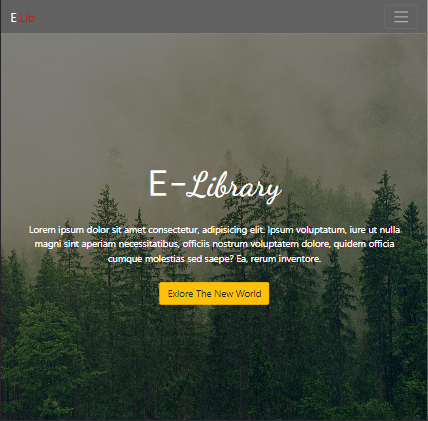 E Lib
E-Library
Lorem ipsum dolor sit amet consectetur, adipisicing elit. Ipsum voluptatum, iure ut nulla
magni sint aperiam necessitatibus, officiis nostrum voluptatem dolore, quidem officia
cumque molestias sed saepe? Ea, rerum inventore.
Exlore The New World